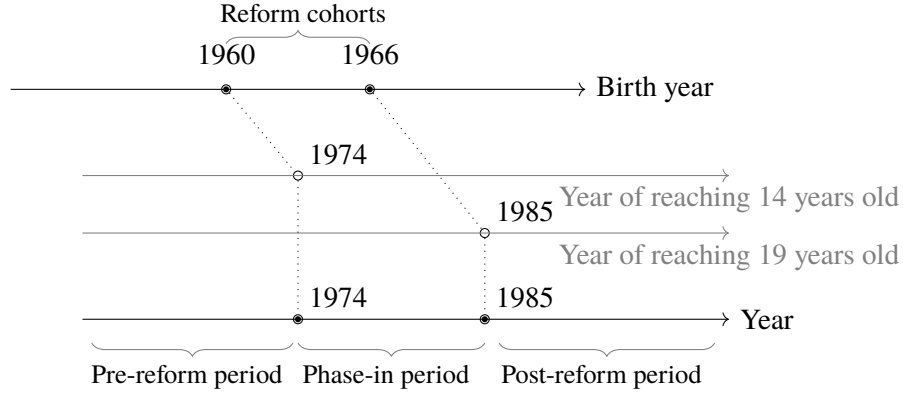 Reform cohorts
1960 1966
Birth year
1974
Year of reaching 14 years old
1985
Year of reaching 19 years old
1974 1985
Year
Pre-reform period Phase-in period Post-reform period